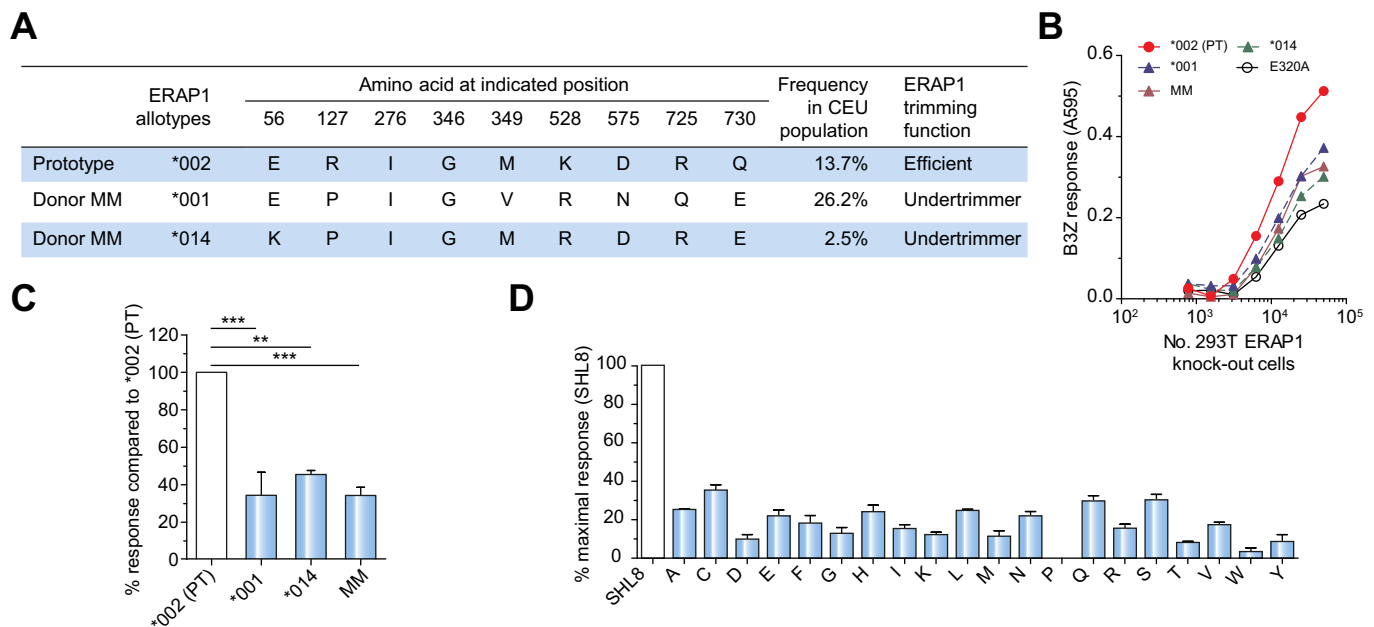 A
ERAP1 allotypes
Amino acid at indicated position
Frequency in CEU population
ERAP1 trimming function
56 127 276 346 349 528 575 725 730
Prototype *002 E R I G M K D R Q 13.7% Efficient
Donor MM *001 E P I G V R N Q E 26.2% Undertrimmer
Donor MM *014 K P I G M R D R E 2.5% Undertrimmer
B
*002 (PT)
*014
*001
E320A
MM
B3Z response (A595)
0.6
0.4
0.2
0.0
10² 10³ 10⁴ 10⁵
No. 293T ERAP1
knock-out cells
C
% response compared to *002 (PT)
120
100
80
60
40
20
0
***
**
***
*002 (PT) *001 *014 MM
D
% maximal response (SHL8)
100
80
60
40
20
0
SHL8 A C D E F G H I K L M N P Q R S T V W Y